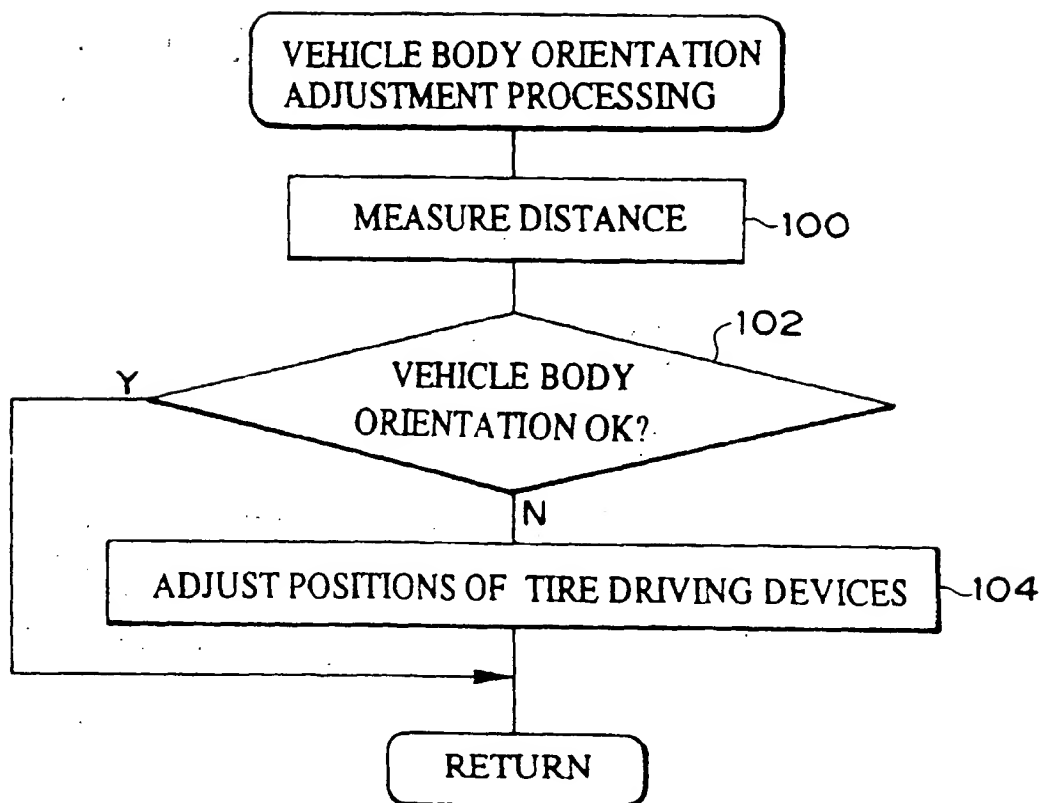 VEHICLE BODY ORIENTATION
ADJUSTMENT PROCESSING
MEASURE DISTANCE
100
102
Y
VEHICLE BODY
ORIENTATION OK?
N
ADJUST POSITIONS OF TIRE DRIVING DEVICES
104
RETURN